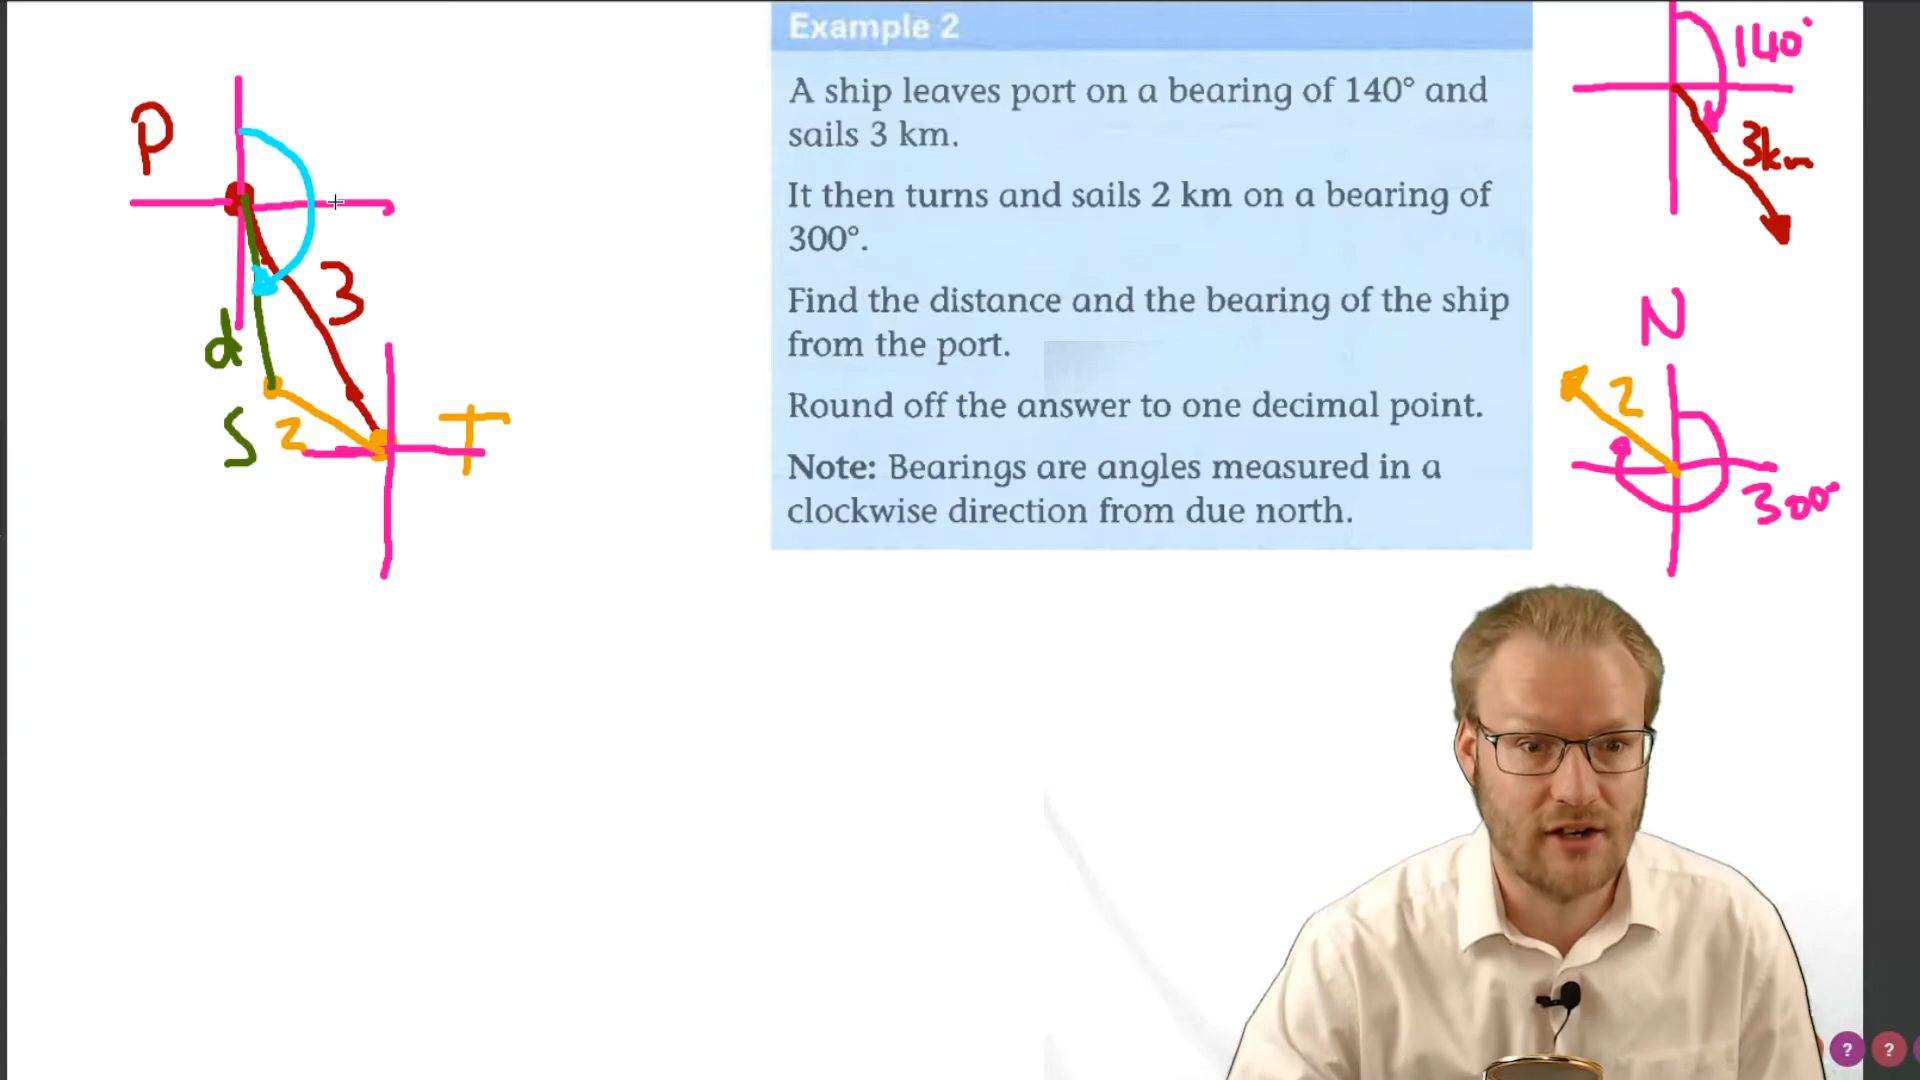 Example 2
A ship leaves port on a bearing of 140° and
sails 3 km.
It then turns and sails 2 km on a bearing of
300°.
Find the distance and the bearing of the ship
from the port.
Round off the answer to one decimal point.
Note: Bearings are angles measured in a
clockwise direction from due north.
P
3
d
S
2
T
140°
3km
N
2
300°
?
?